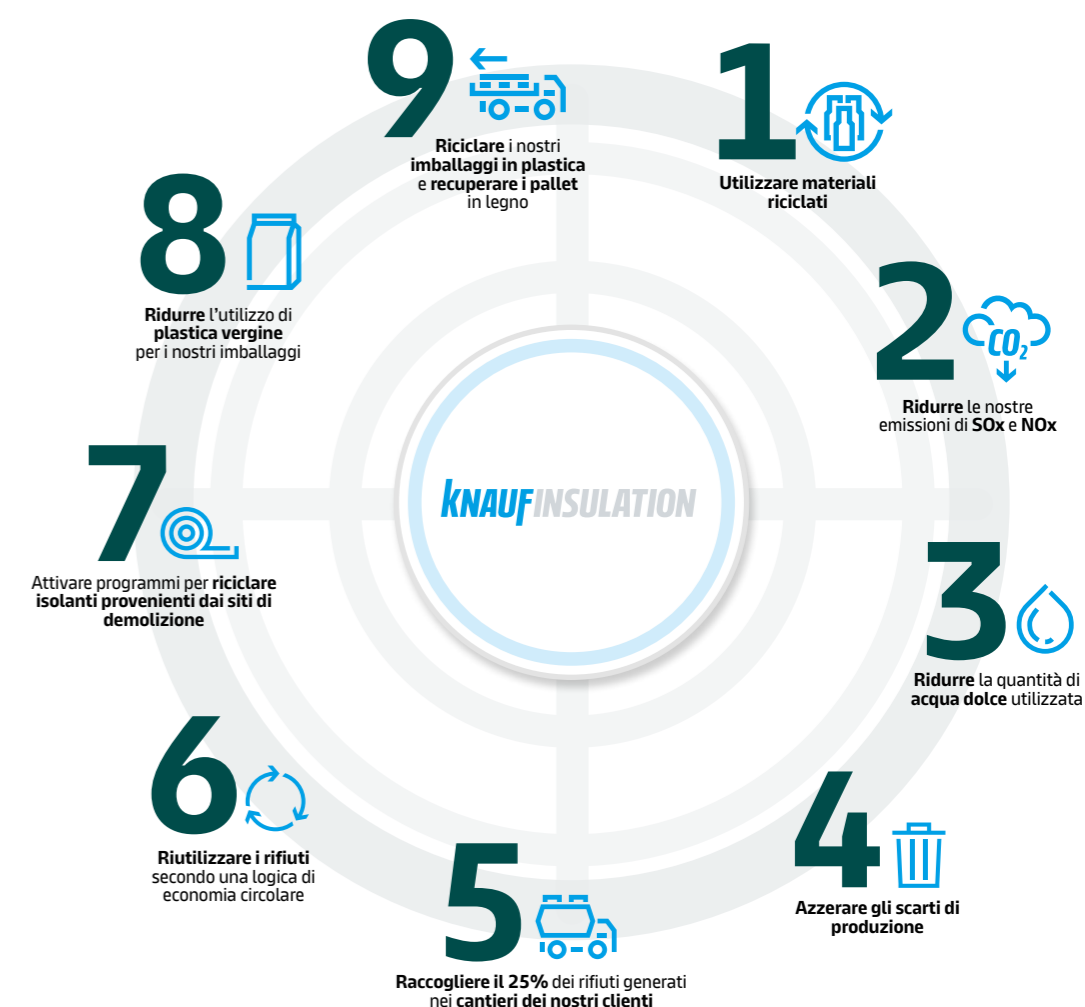 1
Utilizzare materiali
riciclati
2
CO₂
Ridurre le nostre
emissioni di SOx e NOx
3
Ridurre la quantità di
acqua dolce utilizzata
4
Azzerare gli scarti di
produzione
5
Raccogliere il 25% dei rifiuti generati
nei cantieri dei nostri clienti
6
Riutilizzare i rifiuti
secondo una logica di
economia circolare
7
Attivare programmi per riciclare
isolanti provenienti dai siti di
demolizione
8
Ridurre l'utilizzo di
plastica vergine
per i nostri imballaggi
9
Riciclare i nostri
imballaggi in plastica
e recuperare i pallet
in legno
KNAUFINSULATION